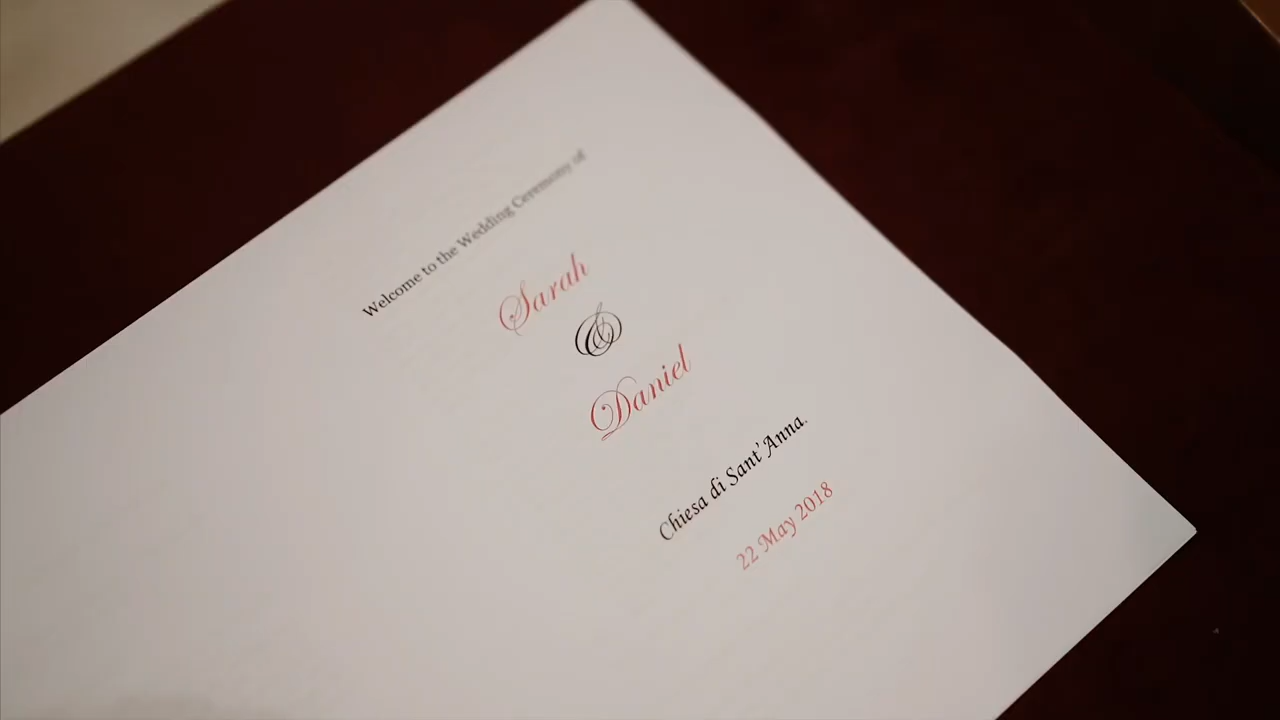 Welcome to the Wedding Ceremony of
Sarah
&
Daniel
Chiesa di Sant'Anna.
22 May 2018